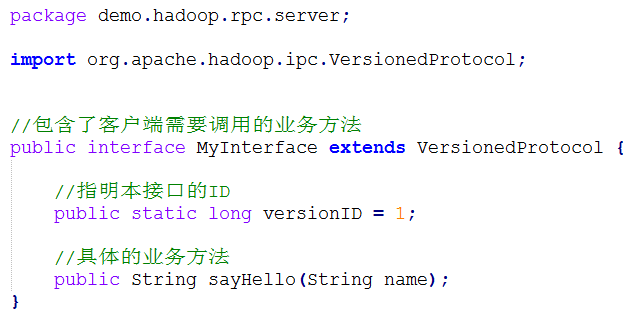 package demo.hadoop.rpc.server;
import org.apache.hadoop.ipc.VersionedProtocol;
//包含了客户端需要调用的业务方法
public interface MyInterface extends VersionedProtocol {
//指明本接口的ID
public static long versionID = 1;
//具体的业务方法
public String sayHello(String name);
}